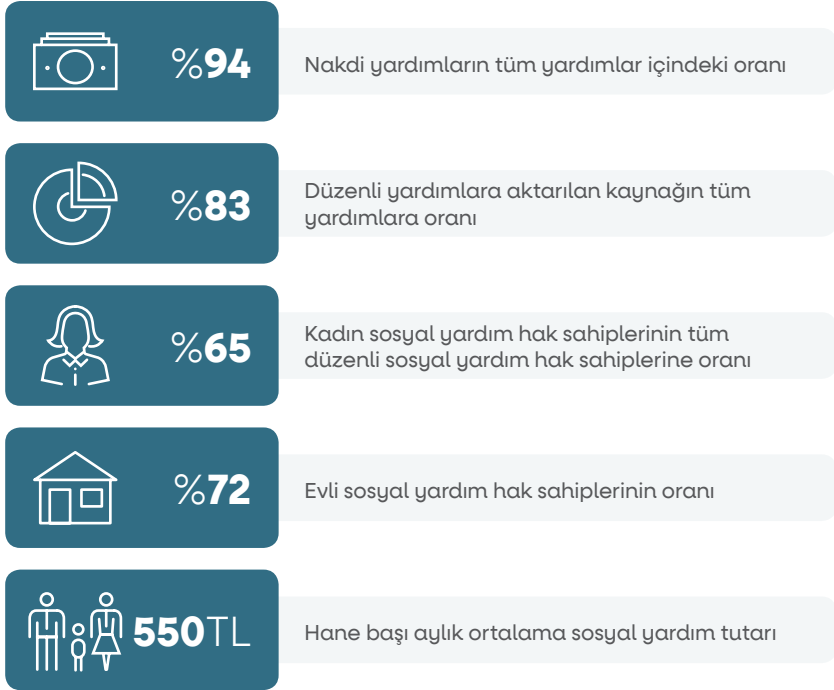 %94
Nakdi yardımların tüm yardımlar içindeki oranı
%83
Düzenli yardımlara aktarılan kaynağın tüm
yardımlara oranı
%65
Kadın sosyal yardım hak sahiplerinin tüm
düzenli sosyal yardım hak sahiplerine oranı
%72
Evli sosyal yardım hak sahiplerinin oranı
550TL
Hane başı aylık ortalama sosyal yardım tutarı